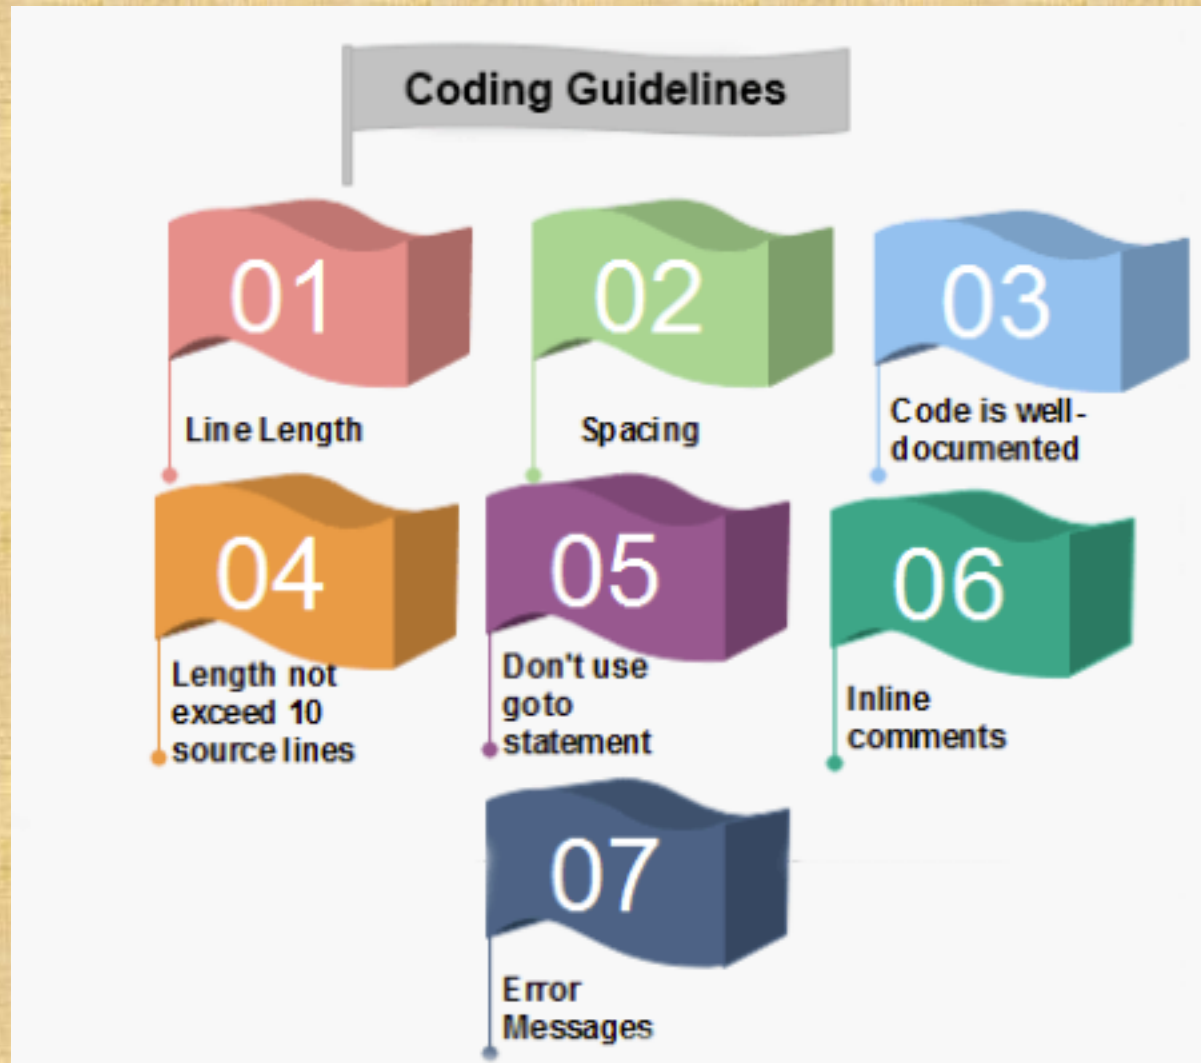 Coding Guidelines
01
Line Length
02
Spacing
03
Code is well-
documented
04
Length not
exceed 10
source lines
05
Don't use
goto
statement
06
Inline
comments
07
Error
Messages